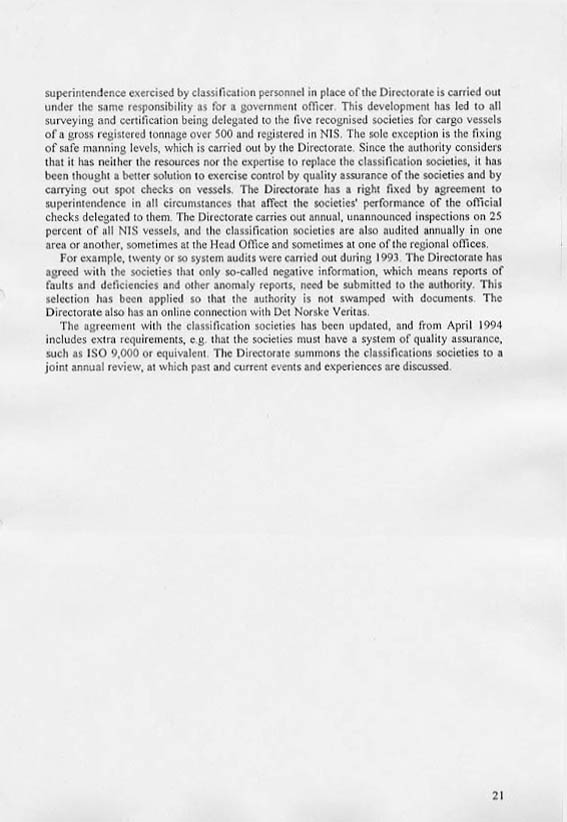 superintendence exercised by classification personnel in place of the Directorate is carried out
under the same responsibility as for a government officer. This development has led to all
surveying and certification being delegated to the five recognised societies for cargo vessels
of a gross registered tonnage over 500 and registered in NIS. The sole exception is the fixing
of safe manning levels, which is carried out by the Directorate. Since the authority considers
that it has neither the resources nor the expertise to replace the classification societies, it has
been thought a better solution to exercise control by quality assurance of the societies and by
carrying out spot checks on vessels. The Directorate has a right fixed by agreement to
superintendence in all circumstances that affect the societies' performance of the official
checks delegated to them. The Directorate carries out annual, unannounced inspections on 25
percent of all NIS vessels, and the classification societies are also audited annually in one
area or another, sometimes at the Head Office and sometimes at one of the regional offices.
For example, twenty or so system audits were carried out during 1993. The Directorate has
agreed with the societies that only so-called negative information, which means reports of
faults and deficiencies and other anomaly reports, need be submitted to the authority. This
selection has been applied so that the authority is not swamped with documents. The
Directorate also has an online connection with Det Norske Veritas.
The agreement with the classification societies has been updated, and from April 1994
includes extra requirements, e.g. that the societies must have a system of quality assurance,
such as ISO 9,000 or equivalent. The Directorate summons the classifications societies to a
joint annual review, at which past and current events and experiences are discussed.
21